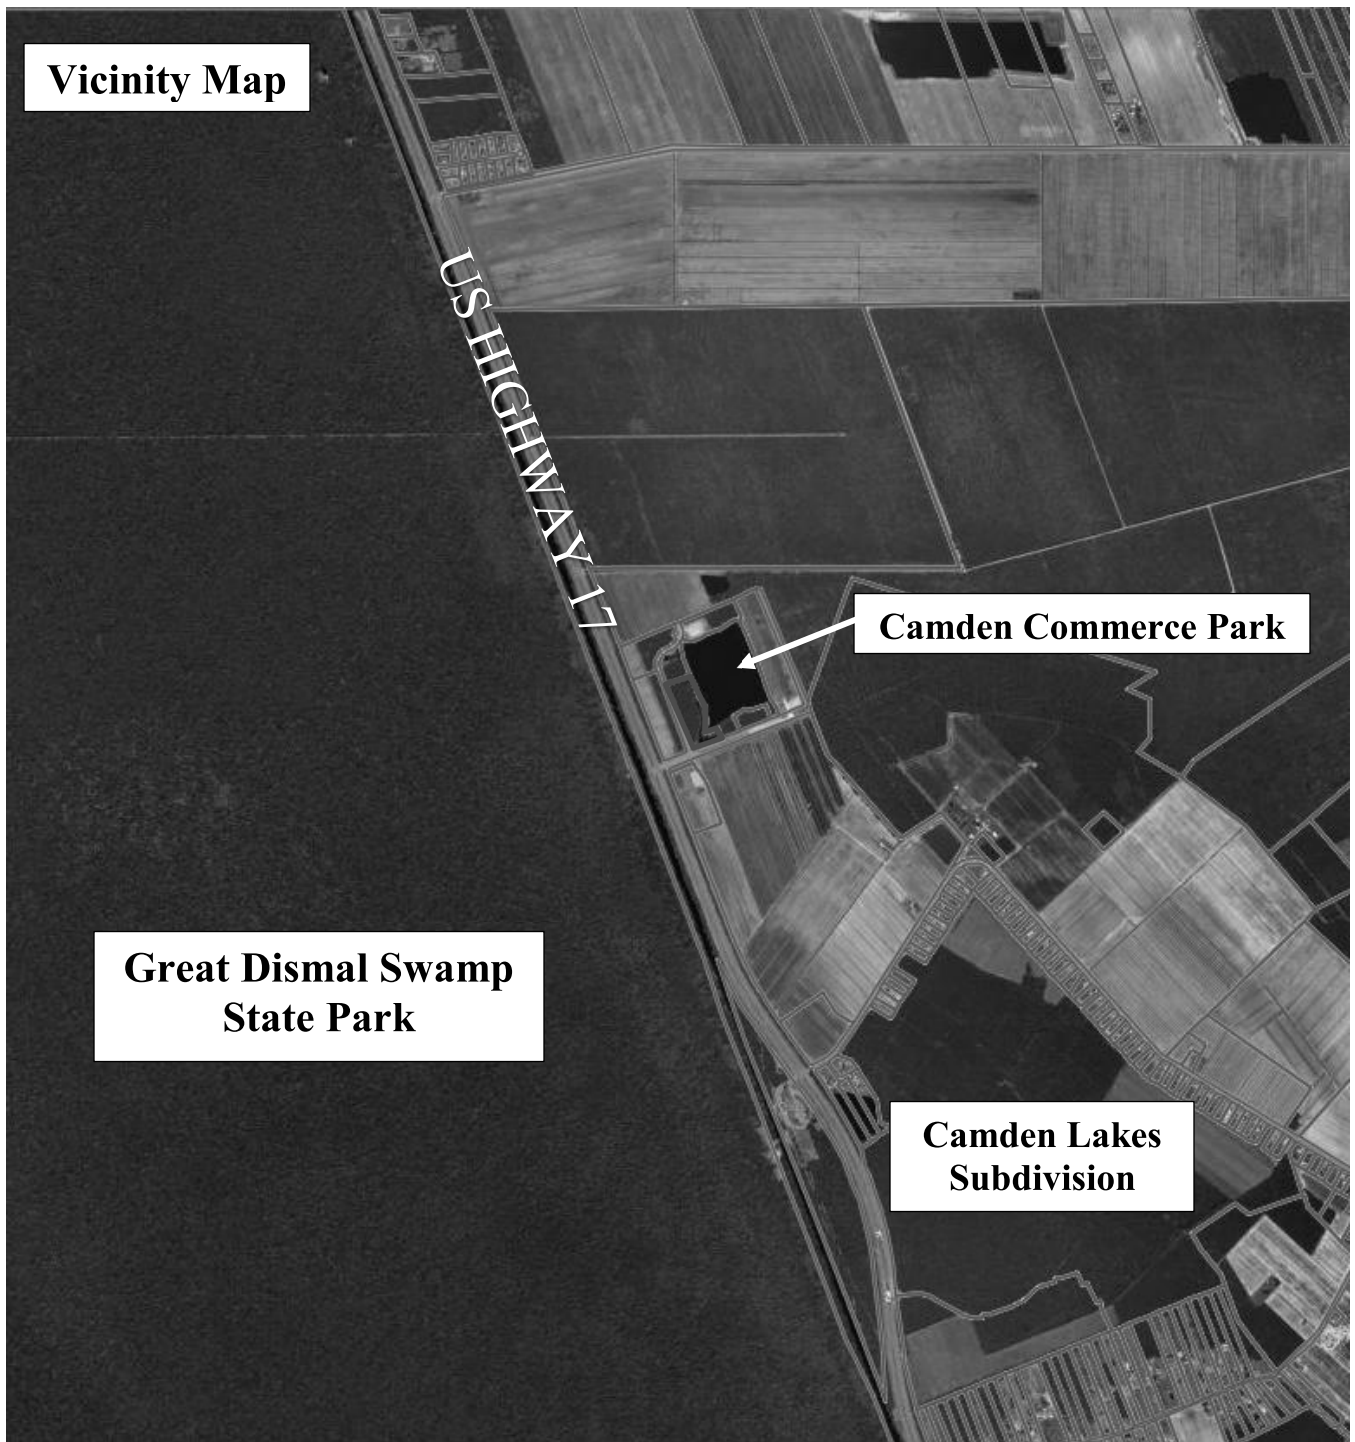 Vicinity Map
US HIGHWAY 17
Camden Commerce Park
Great Dismal Swamp
State Park
Camden Lakes
Subdivision